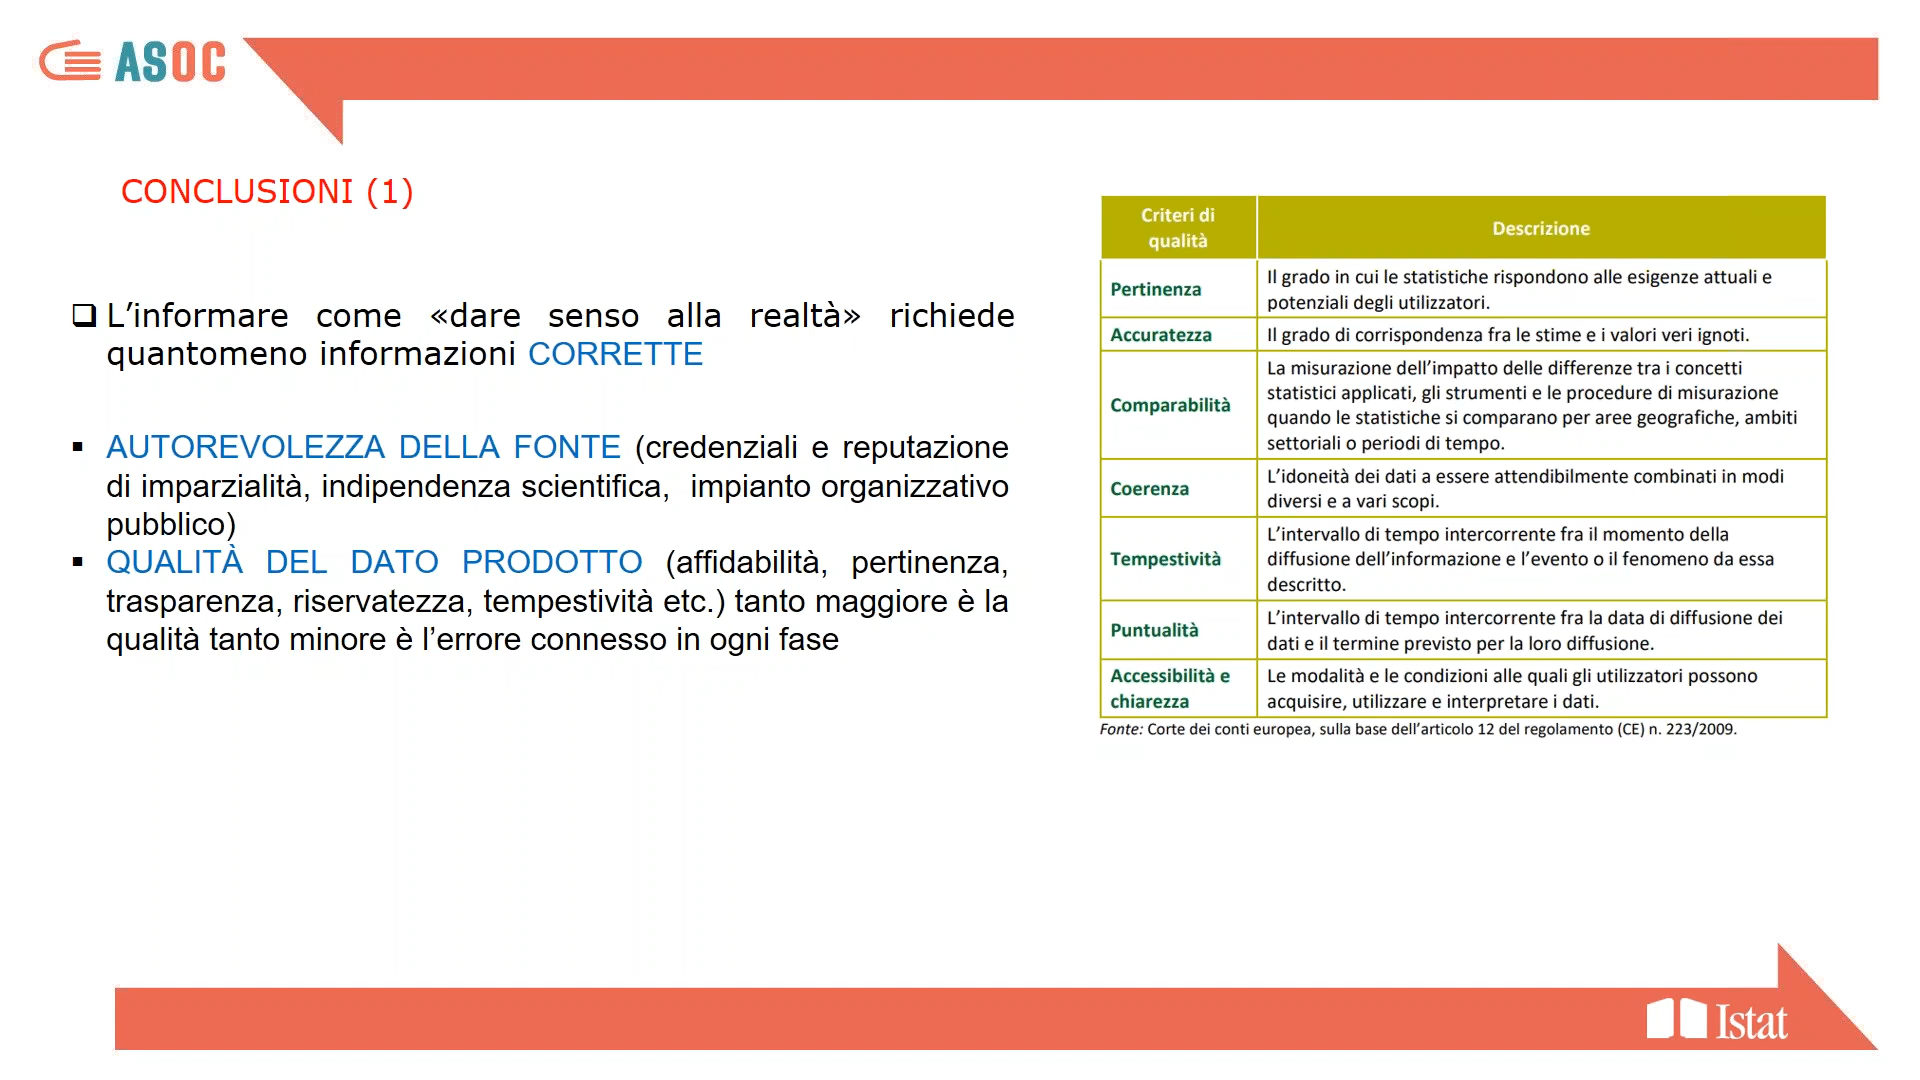 ASOC
CONCLUSIONI (1)
L’informare come «dare senso alla realtà» richiede
quantomeno informazioni CORRETTE
AUTOREVOLEZZA DELLA FONTE (credenziali e reputazione
di imparzialità, indipendenza scientifica, impianto organizzativo
pubblico)
QUALITÀ DEL DATO PRODOTTO (affidabilità, pertinenza,
trasparenza, riservatezza, tempestività etc.) tanto maggiore è la
qualità tanto minore è l’errore connesso in ogni fase
Criteri di
qualità
Descrizione
Pertinenza
Il grado in cui le statistiche rispondono alle esigenze attuali e
potenziali degli utilizzatori.
Accuratezza
Il grado di corrispondenza fra le stime e i valori veri ignoti.
Comparabilità
La misurazione dell’impatto delle differenze tra i concetti
statistici applicati, gli strumenti e le procedure di misurazione
quando le statistiche si comparano per aree geografiche, ambiti
settoriali o periodi di tempo.
Coerenza
L’idoneità dei dati a essere attendibilmente combinati in modi
diversi e a vari scopi.
Tempestività
L’intervallo di tempo intercorrente fra il momento della
diffusione dell’informazione e l’evento o il fenomeno da essa
descritto.
Puntualità
L’intervallo di tempo intercorrente fra la data di diffusione dei
dati e il termine previsto per la loro diffusione.
Accessibilità e
chiarezza
Le modalità e le condizioni alle quali gli utilizzatori possono
acquisire, utilizzare e interpretare i dati.
Fonte: Corte dei conti europea, sulla base dell’articolo 12 del regolamento (CE) n. 223/2009.
Istat